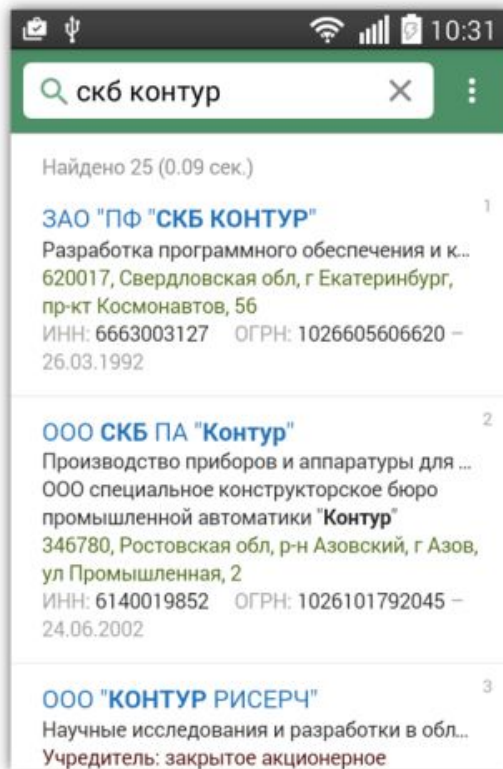 10:31
скб контур
Найдено 25 (0.09 сек.)
1
ЗАО "ПФ "СКБ КОНТУР"
Разработка программного обеспечения и к...
620017, Свердловская обл, г Екатеринбург,
пр-кт Космонавтов, 56
ИНН: 6663003127 ОГРН: 1026605606620 –
26.03.1992
2
ООО СКБ ПА "Контур"
Производство приборов и аппаратуры для ...
ООО специальное конструкторское бюро
промышленной автоматики "Контур"
346780, Ростовская обл, р-н Азовский, г Азов,
ул Промышленная, 2
ИНН: 6140019852 ОГРН: 1026101792045 –
24.06.2002
3
ООО "КОНТУР РИСЕРЧ"
Научные исследования и разработки в обл...
Учредитель: закрытое акционерное